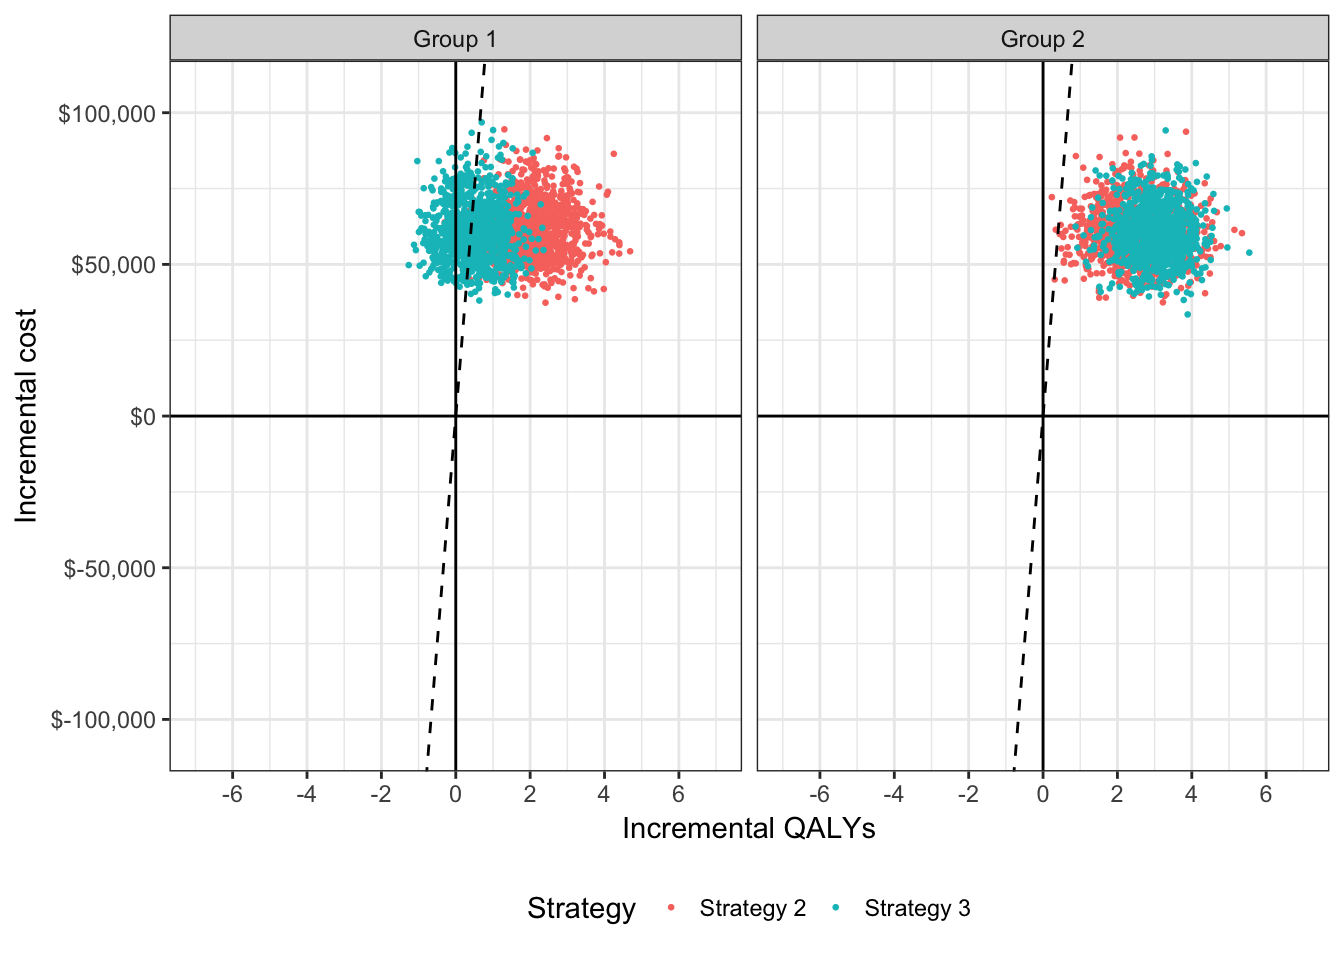 Group 1
Group 2
Incremental cost
$100,000
$50,000
$0
$-50,000
$-100,000
-6 -4 -2 0 2 4 6
-6 -4 -2 0 2 4 6
Incremental QALYs
Strategy Strategy 2 Strategy 3